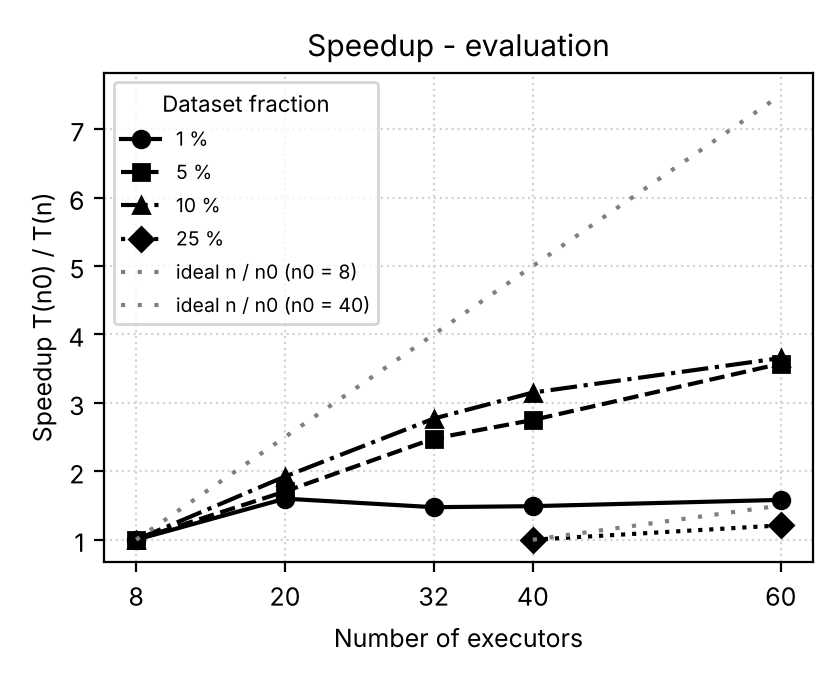 Speedup - evaluation
Dataset fraction
1 %
5 %
10 %
25 %
ideal n / n0 (n0 = 8)
ideal n / n0 (n0 = 40)
Speedup T(n0) / T(n)
7
6
5
4
3
2
1
8 20 32 40 60
Number of executors